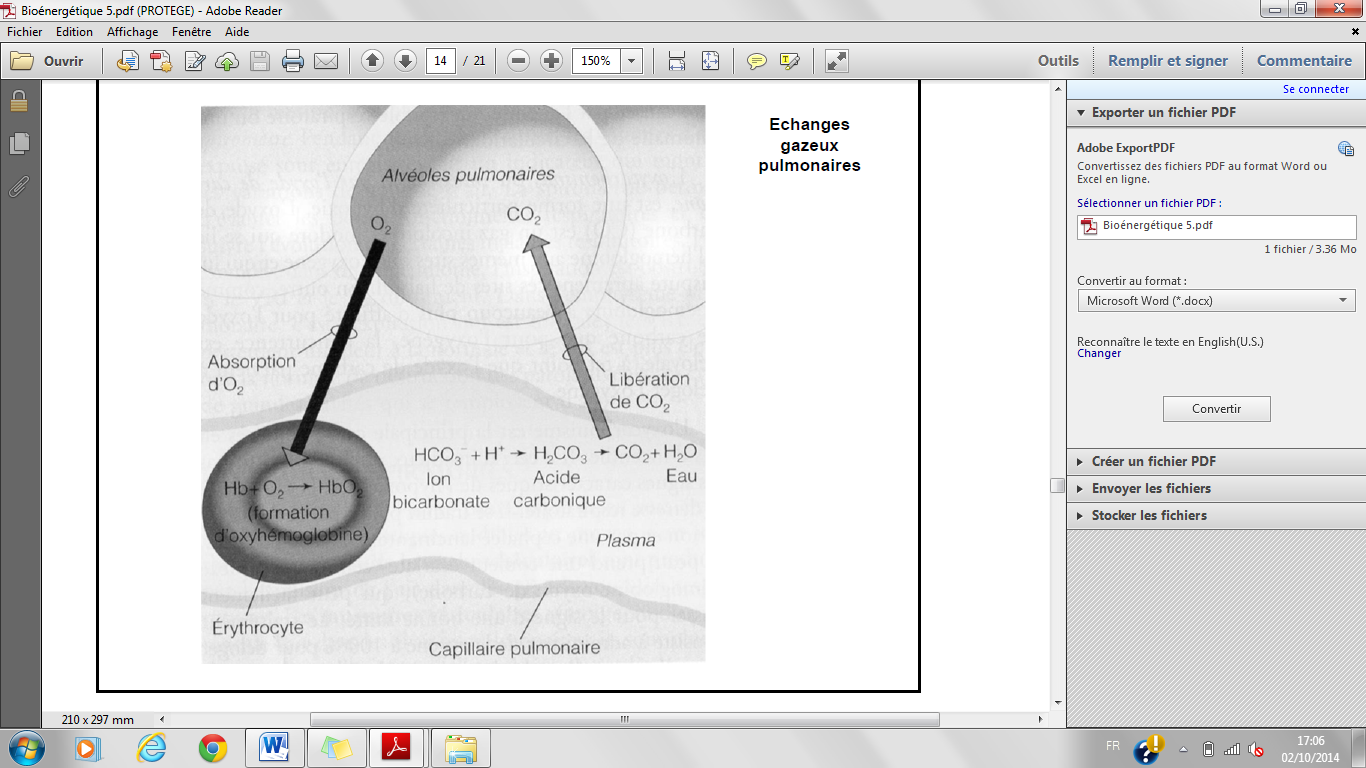 Bioénergétique 5.pdf (PROTEGE) - Adobe Reader
Fichier Edition Affichage Fenêtre Aide
Ouvrir
14 / 21
150%
Outils
Remplir et signer
Commentaire
Echanges
gazeux
pulmonaires
Alvéoles pulmonaires
O₂
CO₂
Absorption
d'O₂
Libération
de CO₂
HCO₃⁻ + H⁺ → H₂CO₃ → CO₂ + H₂O
Ion
bicarbonate
Acide
carbonique
Eau
Hb + O₂ → HbO₂
(formation
d'oxyhémoglobine)
Plasma
Érythrocyte
Capillaire pulmonaire
210 x 297 mm
Se connecter
Exporter un fichier PDF
Adobe ExportPDF
Convertissez des fichiers PDF au format Word ou
Excel en ligne.
Sélectionner un fichier PDF :
Bioénergétique 5.pdf
1 fichier / 3.36 Mo
Convertir au format :
Microsoft Word (*.docx)
Reconnaître le texte en English(U.S.)
Changer
Convertir
Créer un fichier PDF
Envoyer les fichiers
Stocker les fichiers
FR
17:06
02/10/2014